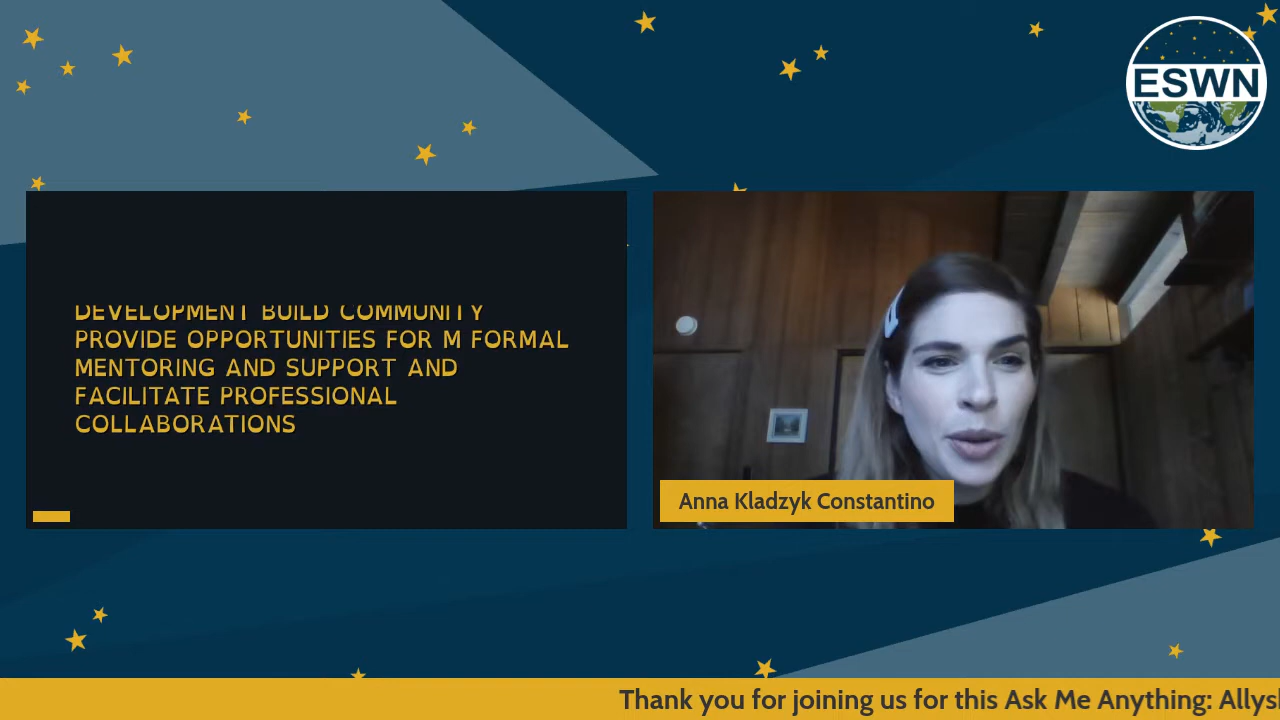 ESWN
DEVELOPMENT BUILD COMMUNITY
PROVIDE OPPORTUNITIES FOR M FORMAL
MENTORING AND SUPPORT AND
FACILITATE PROFESSIONAL
COLLABORATIONS
Anna Kladzyk Constantino
Thank you for joining us for this Ask Me Anything: